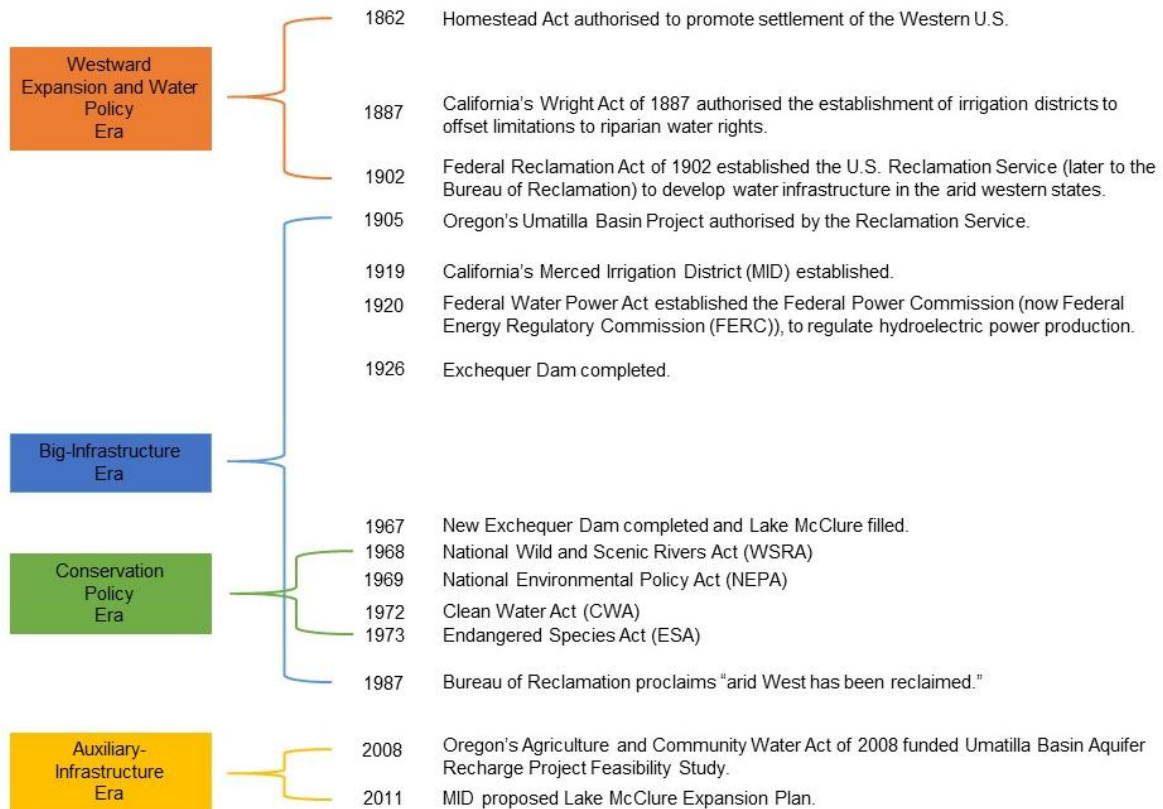 1862 Homestead Act authorised to promote settlement of the Western U.S.
Westward
Expansion and Water
Policy
Era
1887 California's Wright Act of 1887 authorised the establishment of irrigation districts to
offset limitations to riparian water rights.
1902 Federal Reclamation Act of 1902 established the U.S. Reclamation Service (later to the
Bureau of Reclamation) to develop water infrastructure in the arid western states.
1905 Oregon's Umatilla Basin Project authorised by the Reclamation Service.
1919 California's Merced Irrigation District (MID) established.
1920 Federal Water Power Act established the Federal Power Commission (now Federal
Energy Regulatory Commission (FERC)), to regulate hydroelectric power production.
1926 Exchequer Dam completed.
Big-Infrastructure
Era
1967 New Exchequer Dam completed and Lake McClure filled.
1968 National Wild and Scenic Rivers Act (WSRA)
Conservation
Policy
Era
1969 National Environmental Policy Act (NEPA)
1972 Clean Water Act (CWA)
1973 Endangered Species Act (ESA)
1987 Bureau of Reclamation proclaims “arid West has been reclaimed.”
Auxiliary-
Infrastructure
Era
2008 Oregon's Agriculture and Community Water Act of 2008 funded Umatilla Basin Aquifer
Recharge Project Feasibility Study.
2011 MID proposed Lake McClure Expansion Plan.